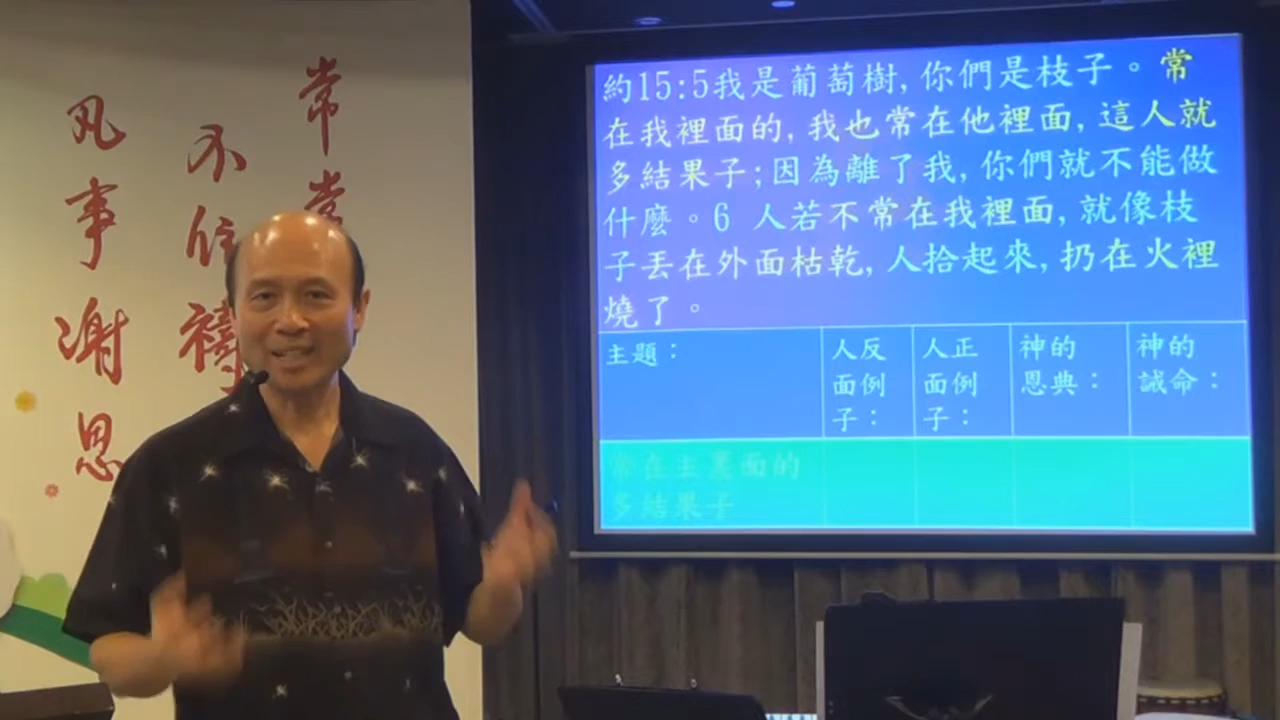 常常
不住禱
凡事謝恩
約15:5我是葡萄樹,你們是枝子。常
在我裡面的,我也常在他裡面,這人就
多結果子;因為離了我,你們就不能做
什麼。6 人若不常在我裡面,就像枝
子丟在外面枯乾,人拾起來,扔在火裡
燒了。
主題：
人反
面例
子：
人正
面例
子：
神的
恩典：
神的
誡命：
常在主裏面的
多結果子